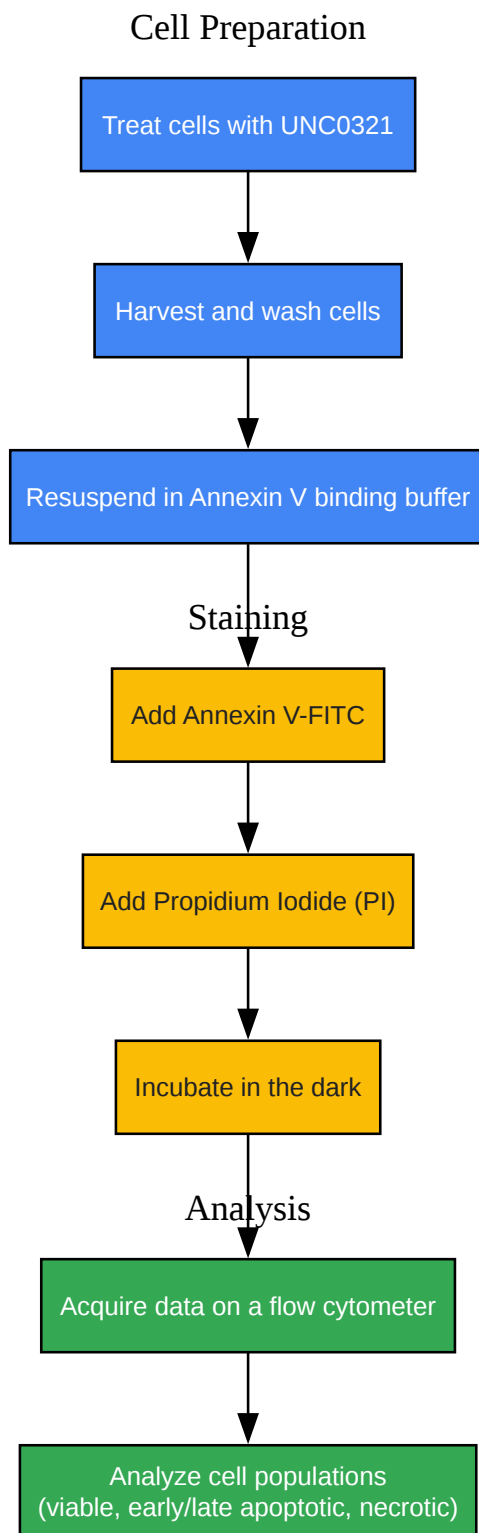 Cell Preparation
Treat cells with UNC0321
Harvest and wash cells
Resuspend in Annexin V binding buffer
Staining
Add Annexin V-FITC
Add Propidium Iodide (PI)
Incubate in the dark
Analysis
Acquire data on a flow cytometer
Analyze cell populations
(viable, early/late apoptotic, necrotic)